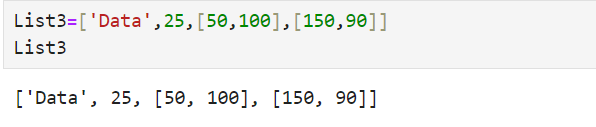 List3=['Data',25,[50,100],[150,90]]
List3
['Data', 25, [50, 100], [150, 90]]